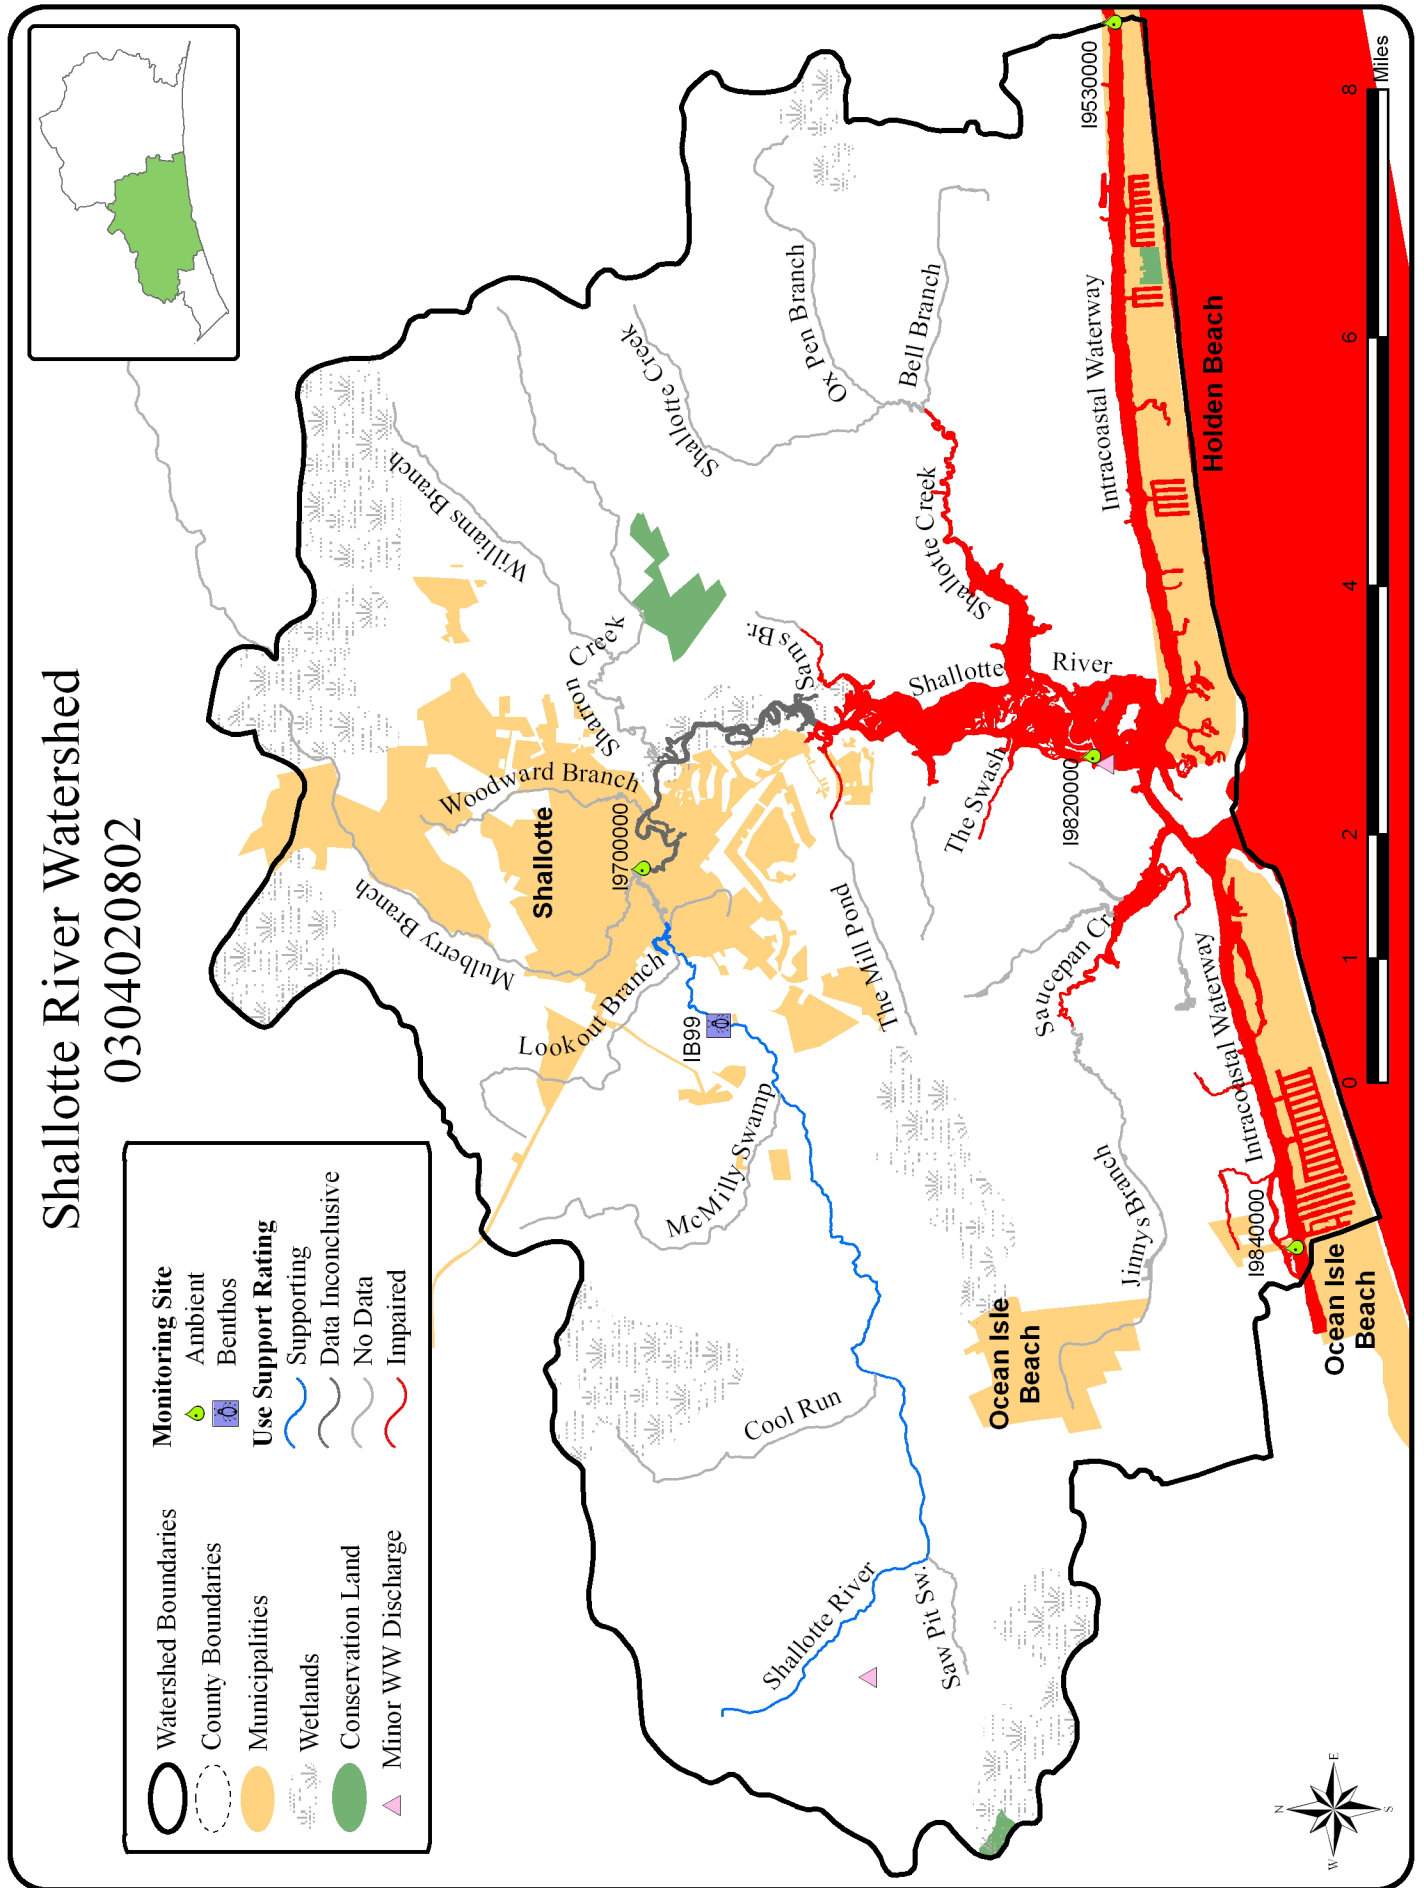 Shallotte River Watershed
0304020802
Watershed Boundaries
County Boundaries
Municipalities
Wetlands
Conservation Land
Minor WW Discharge
Monitoring Site
Ambient
Benthos
Use Support Rating
Supporting
Data Inconclusive
No Data
Impaired
Mulberry Branch
Williams Branch
Woodward Branch
Sharron Creek
Shallotte
I9700000
Lookout Branch
IB99
McMilly Swamp
Cool Run
Shallotte River
Saw Pit Sw.
Shallotte Creek
Ox Pen Branch
Bell Branch
Sams Br.
Shallotte Creek
Shallotte River
The Swash
The Mill Pond
I9820000
Saucepan Cr.
Jinnys Branch
Intracoastal Waterway
Intracoastal Waterway
I9530000
I9840000
Holden Beach
Ocean Isle
Beach
Ocean Isle
Beach
0 1 2 4 6 8
Miles
N
W
E
S